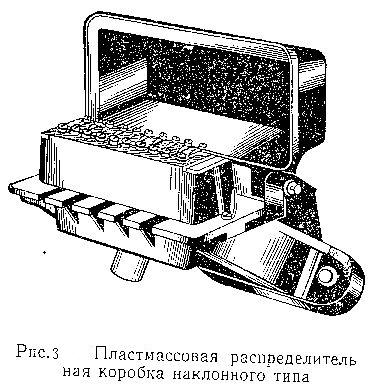 Рис.3 Пластмассовая распределитель
ная коробка наклонного типа